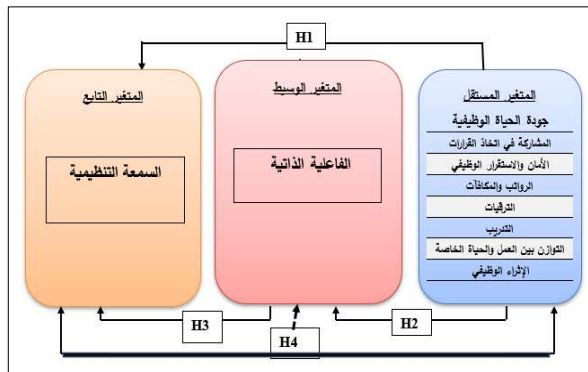 H1
المتغير المستقل
جودة الحياة الوظيفية
المشاركة في اتخاذ القرارات
الأمان والاستقرار الوظيفي
الرواتب والمكافآت
الترقيات
التدريب
التوازن بين العمل والحياة الخاصة
الإثراء الوظيفي
المتغير الوسيط
الفاعلية الذاتية
المتغير التابع
السمعة التنظيمية
H2
H3
H4